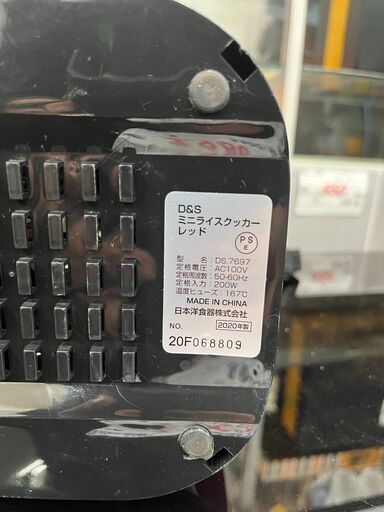 D&S
ミニライスクッカー
レッド
PS
E
型名：DS.7697
定格電圧：AC100V
定格周波数：50-60Hz
定格入力：200W
温度ヒューズ：167℃
MADE IN CHINA
日本洋食器株式会社
NO.
2020年製
20F068809